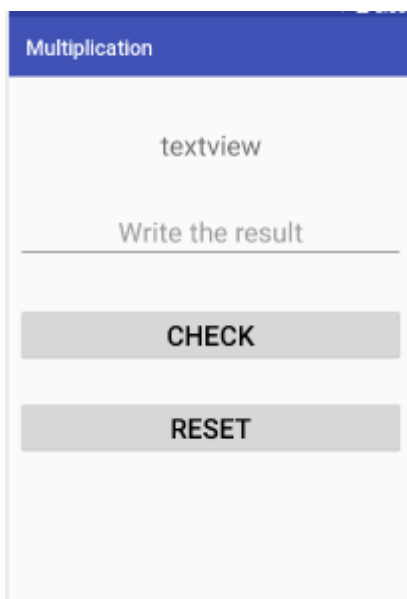 Multiplication
textview
Write the result
CHECK
RESET